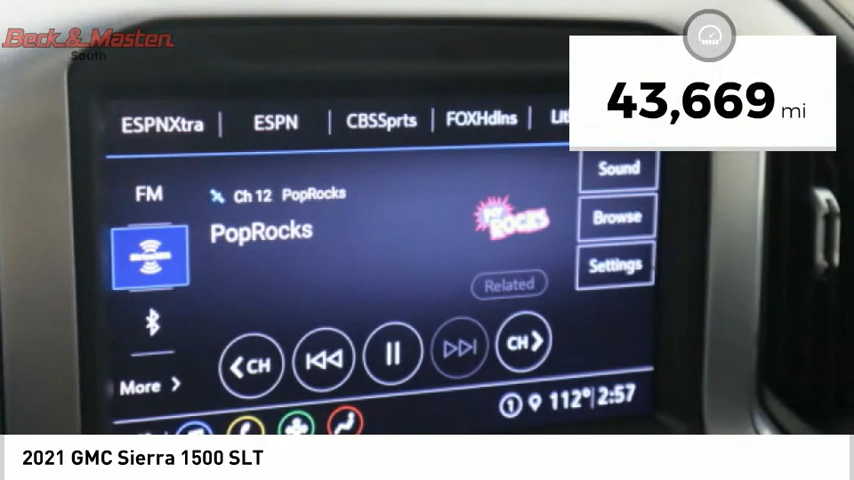 Beck & Masten
South
43,669 mi
ESPNXtra
ESPN
CBSSprts
FOXHdlns
FM
Ch 12 PopRocks
PopRocks
POP ROCKS
Sound
Browse
Settings
Related
More
CH
CH
1 112° 2:57
2021 GMC Sierra 1500 SLT